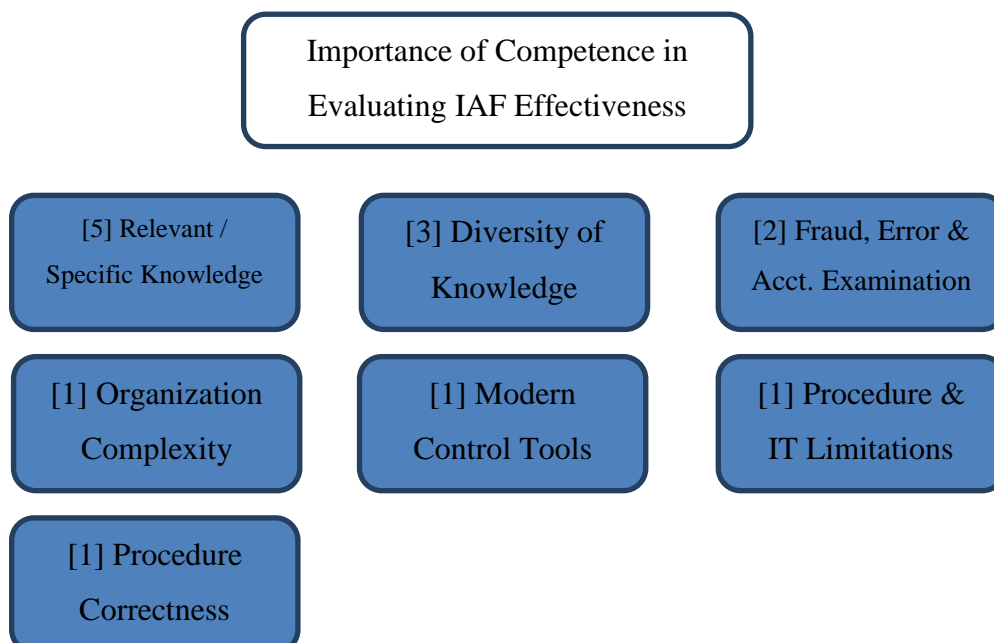 Importance of Competence in
Evaluating IAF Effectiveness
[5] Relevant /
Specific Knowledge
[3] Diversity of
Knowledge
[2] Fraud, Error &
Acct. Examination
[1] Organization
Complexity
[1] Modern
Control Tools
[1] Procedure &
IT Limitations
[1] Procedure
Correctness